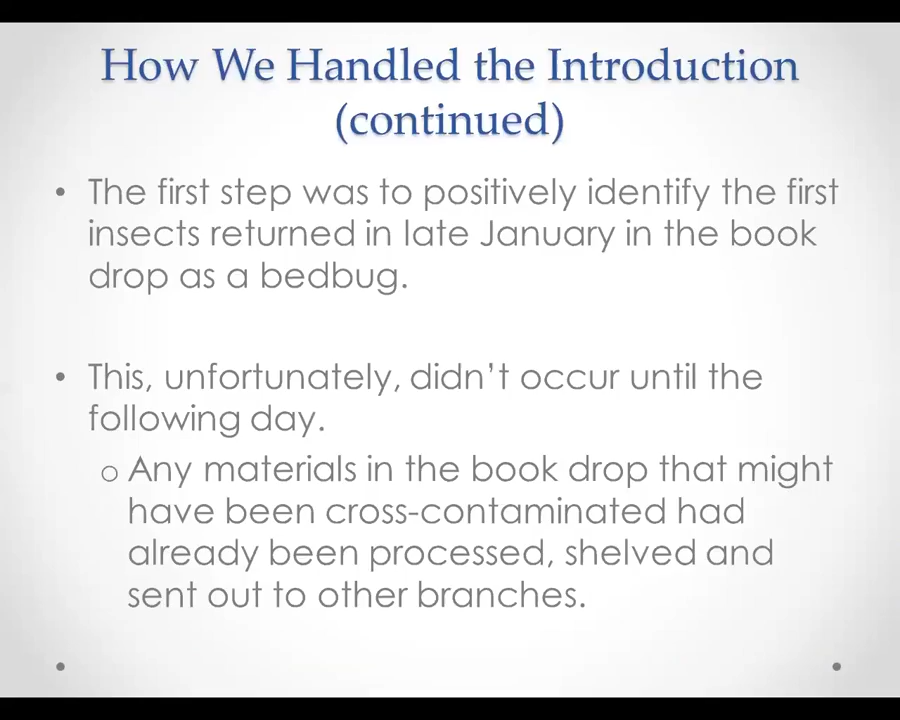 How We Handled the Introduction
(continued)
• The first step was to positively identify the first
insects returned in late January in the book
drop as a bedbug.
• This, unfortunately, didn't occur until the
following day.
o Any materials in the book drop that might
have been cross-contaminated had
already been processed, shelved and
sent out to other branches.